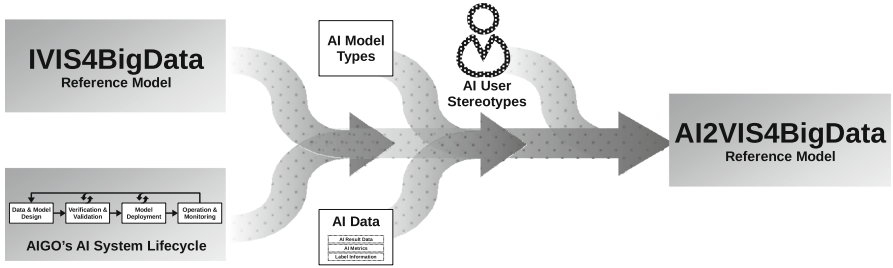 IVIS4BigData
Reference Model
AI Model
Types
AI User
Stereotypes
AI2VIS4BigData
Reference Model
Data & Model
Design
Verification &
Validation
Model
Deployment
Operation &
Monitoring
AIGO's AI System Lifecycle
AI Data
AI Result Data
AI Metrics
Label Information